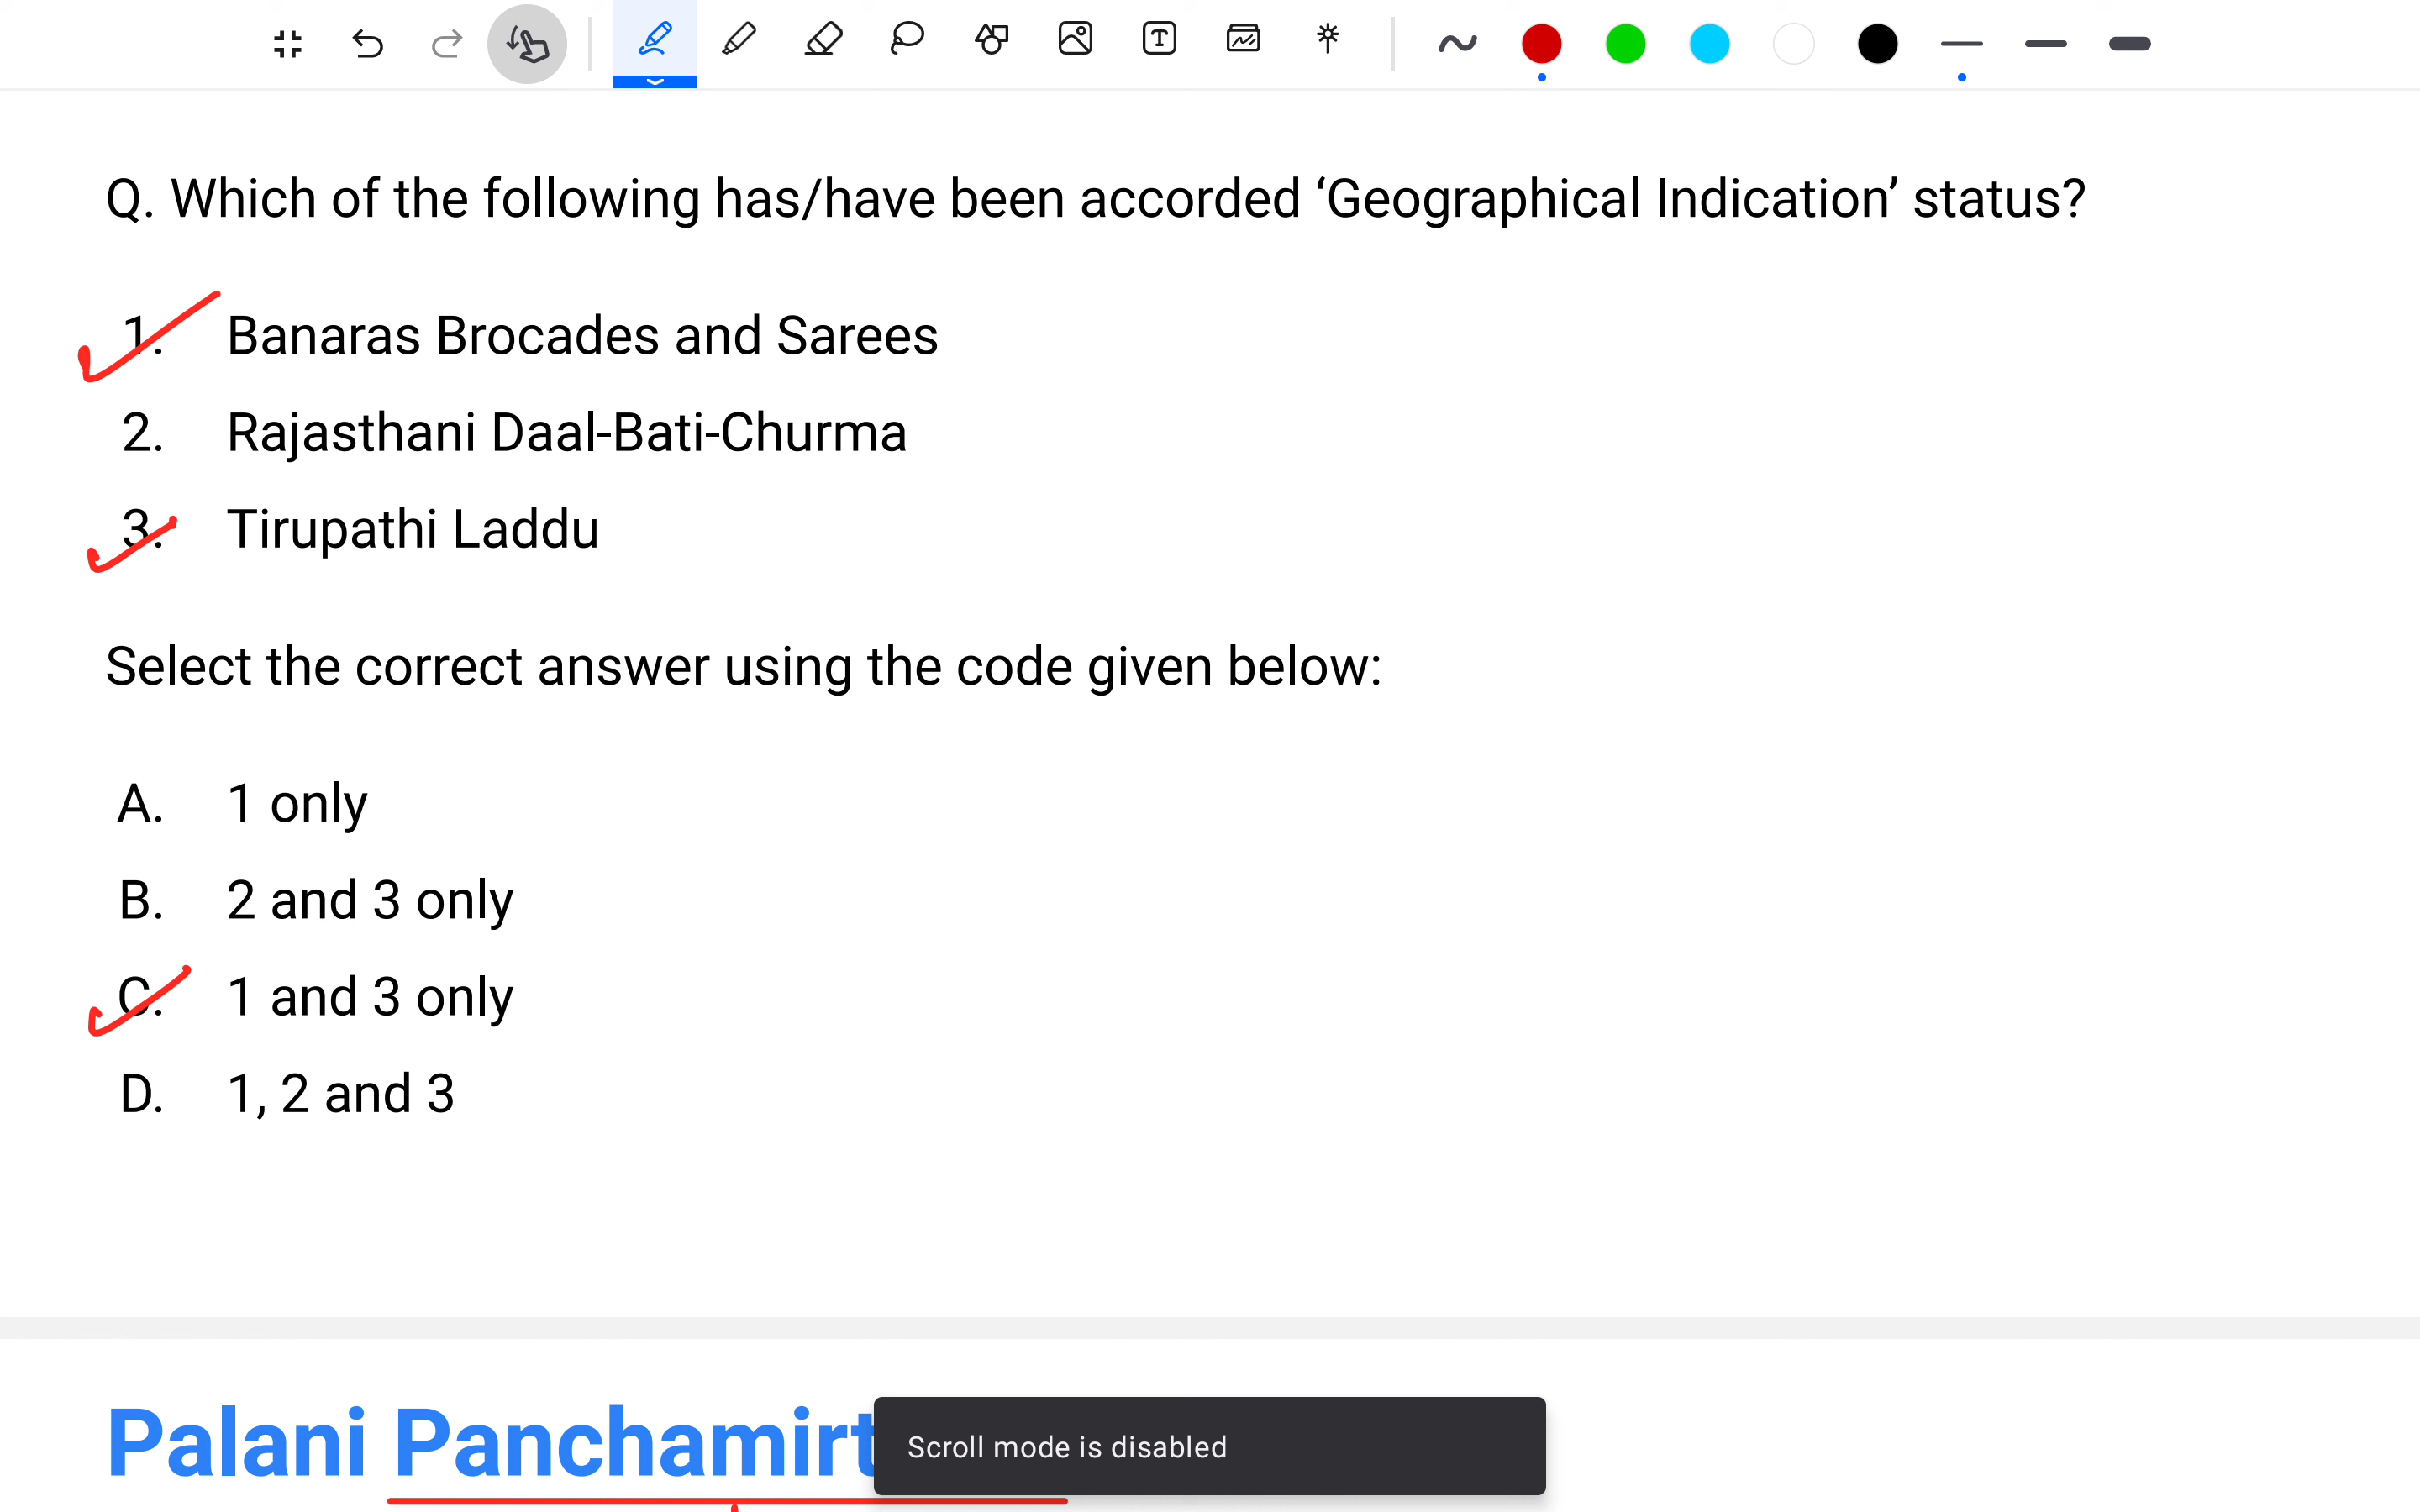 Q. Which of the following has/have been accorded ‘Geographical Indication’ status?
1. Banaras Brocades and Sarees
2. Rajasthani Daal-Bati-Churma
3. Tirupathi Laddu
Select the correct answer using the code given below:
A. 1 only
B. 2 and 3 only
C. 1 and 3 only
D. 1, 2 and 3
Palani
Scroll mode is disabled